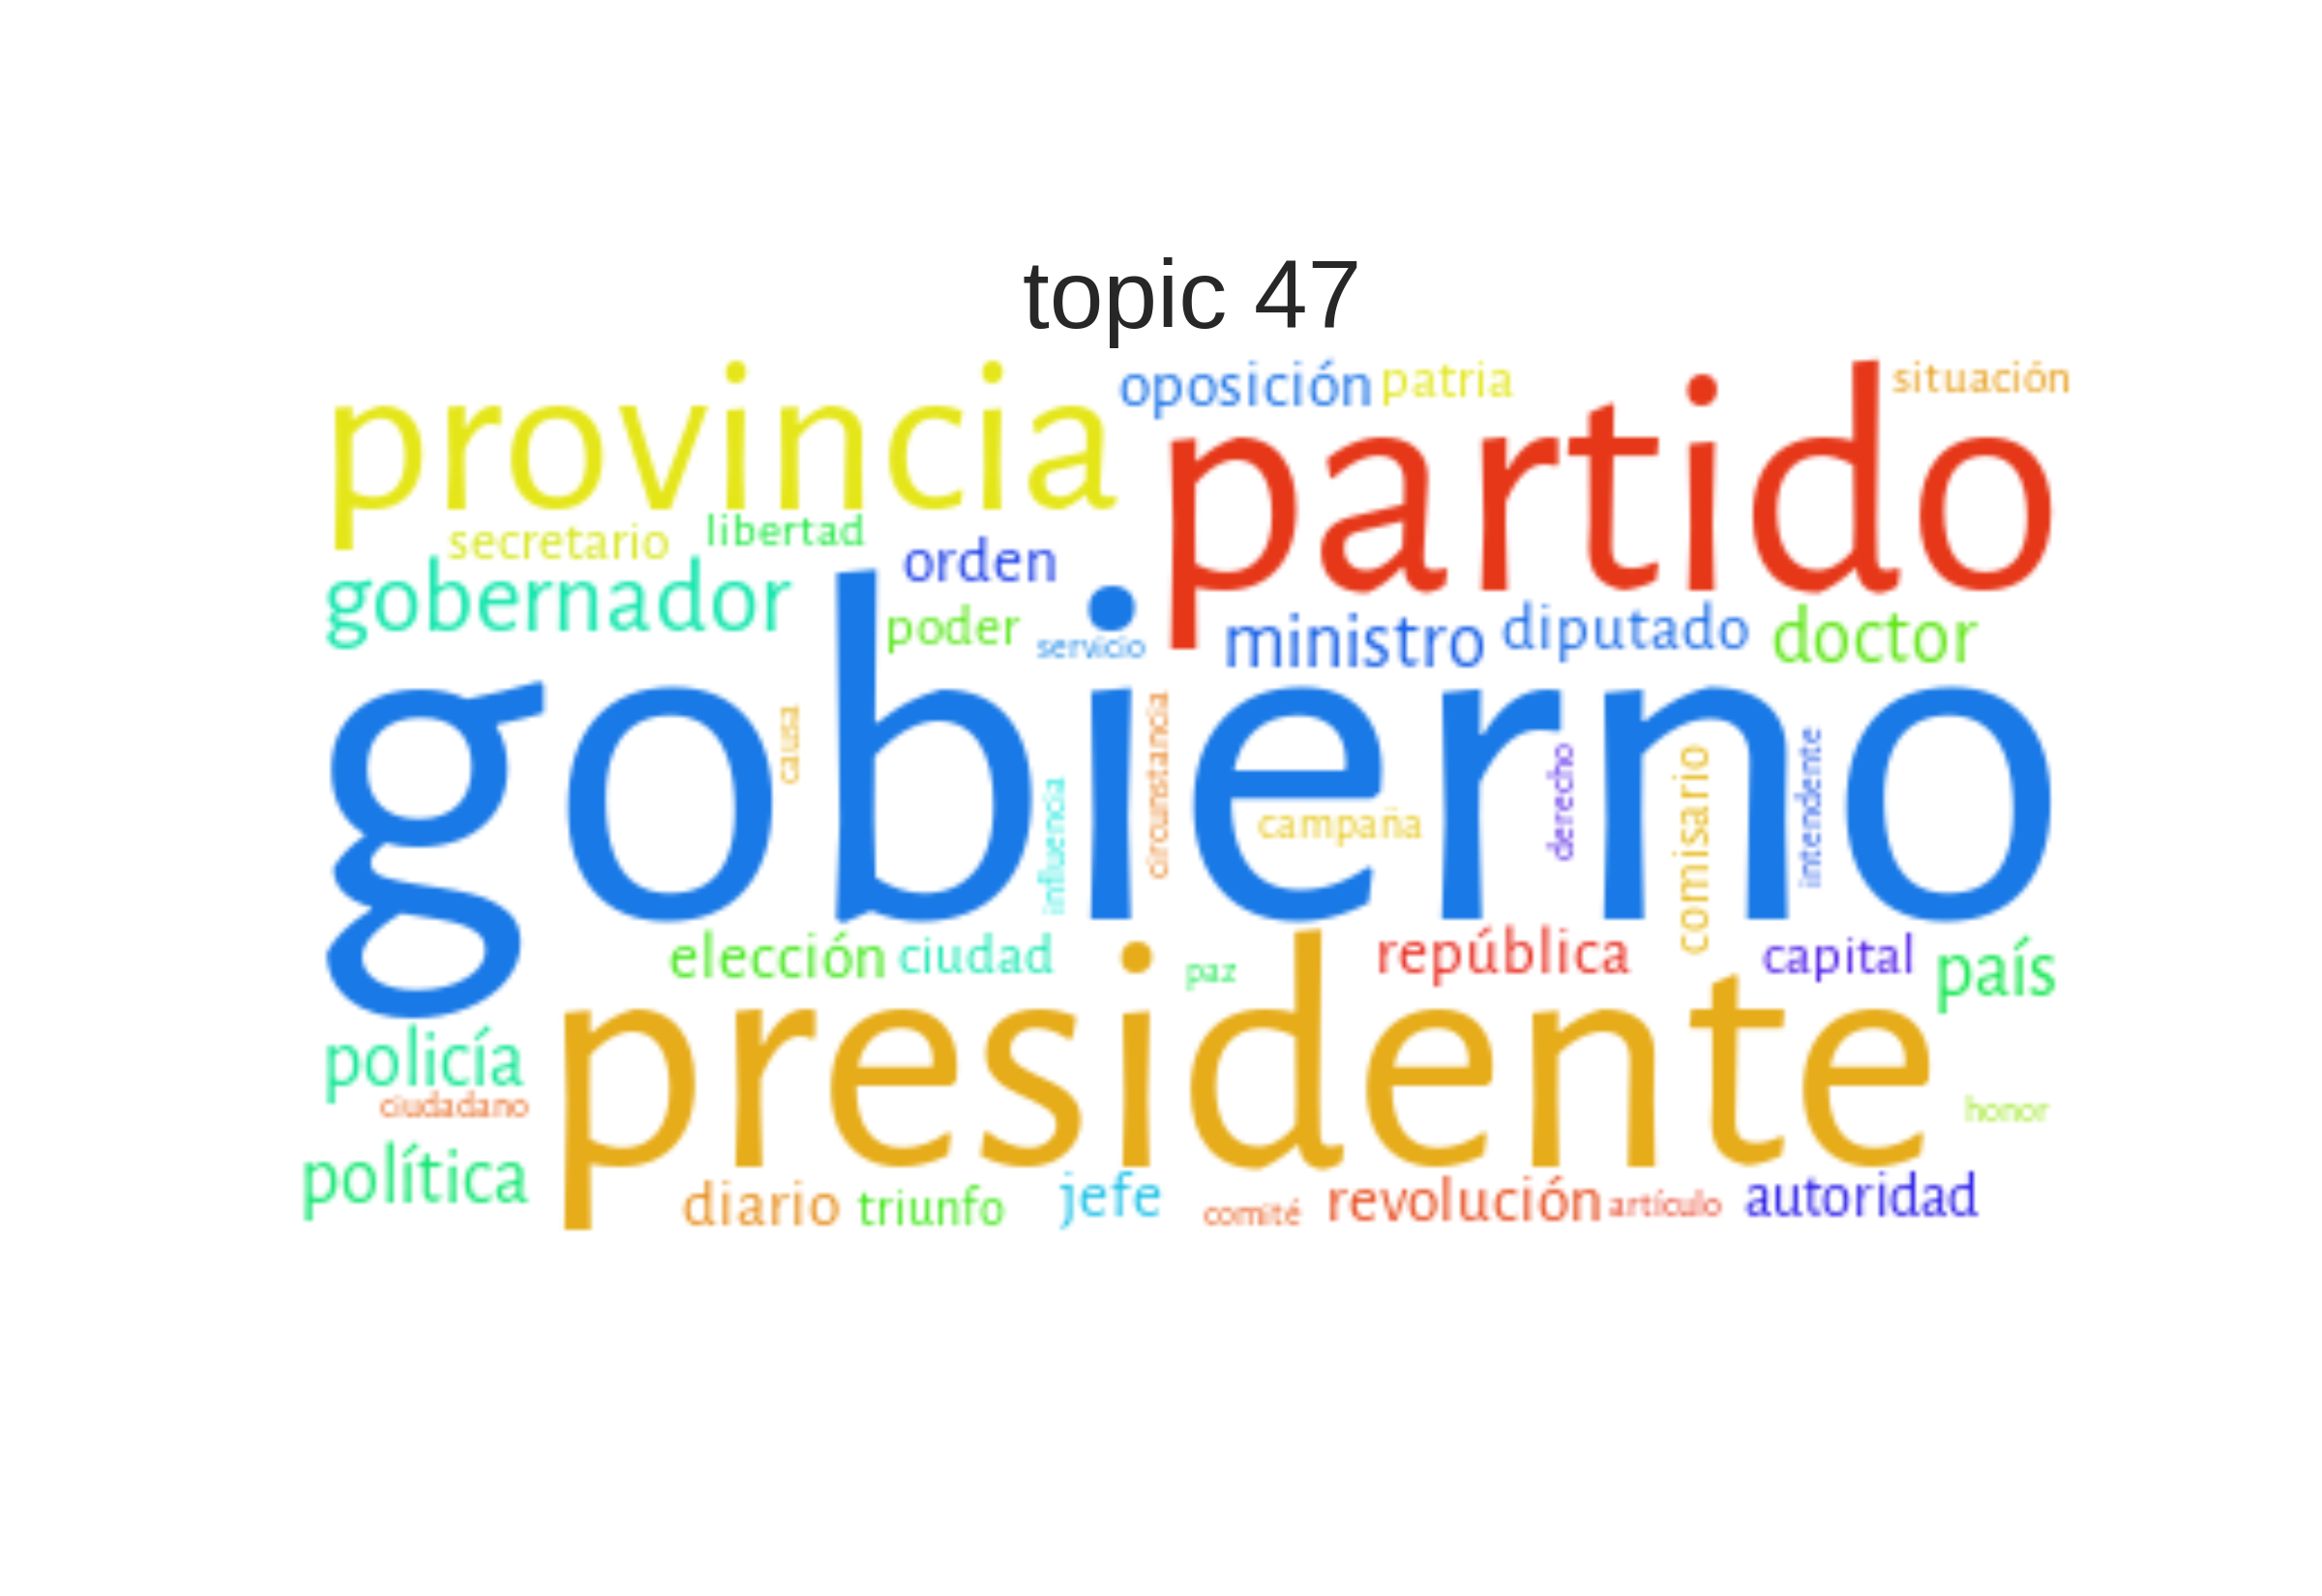 topic 47
provincia oposición patria situación
partido
secretario libertad orden
gobernador poder servicio ministro diputado doctor
gobierno
causa influencia circunstancia campaña derecho comisario intendente
elección ciudad paz república capital país
presidente
policía
ciudadano honor
política
diario triunfo jefe comité revolución artículo autoridad